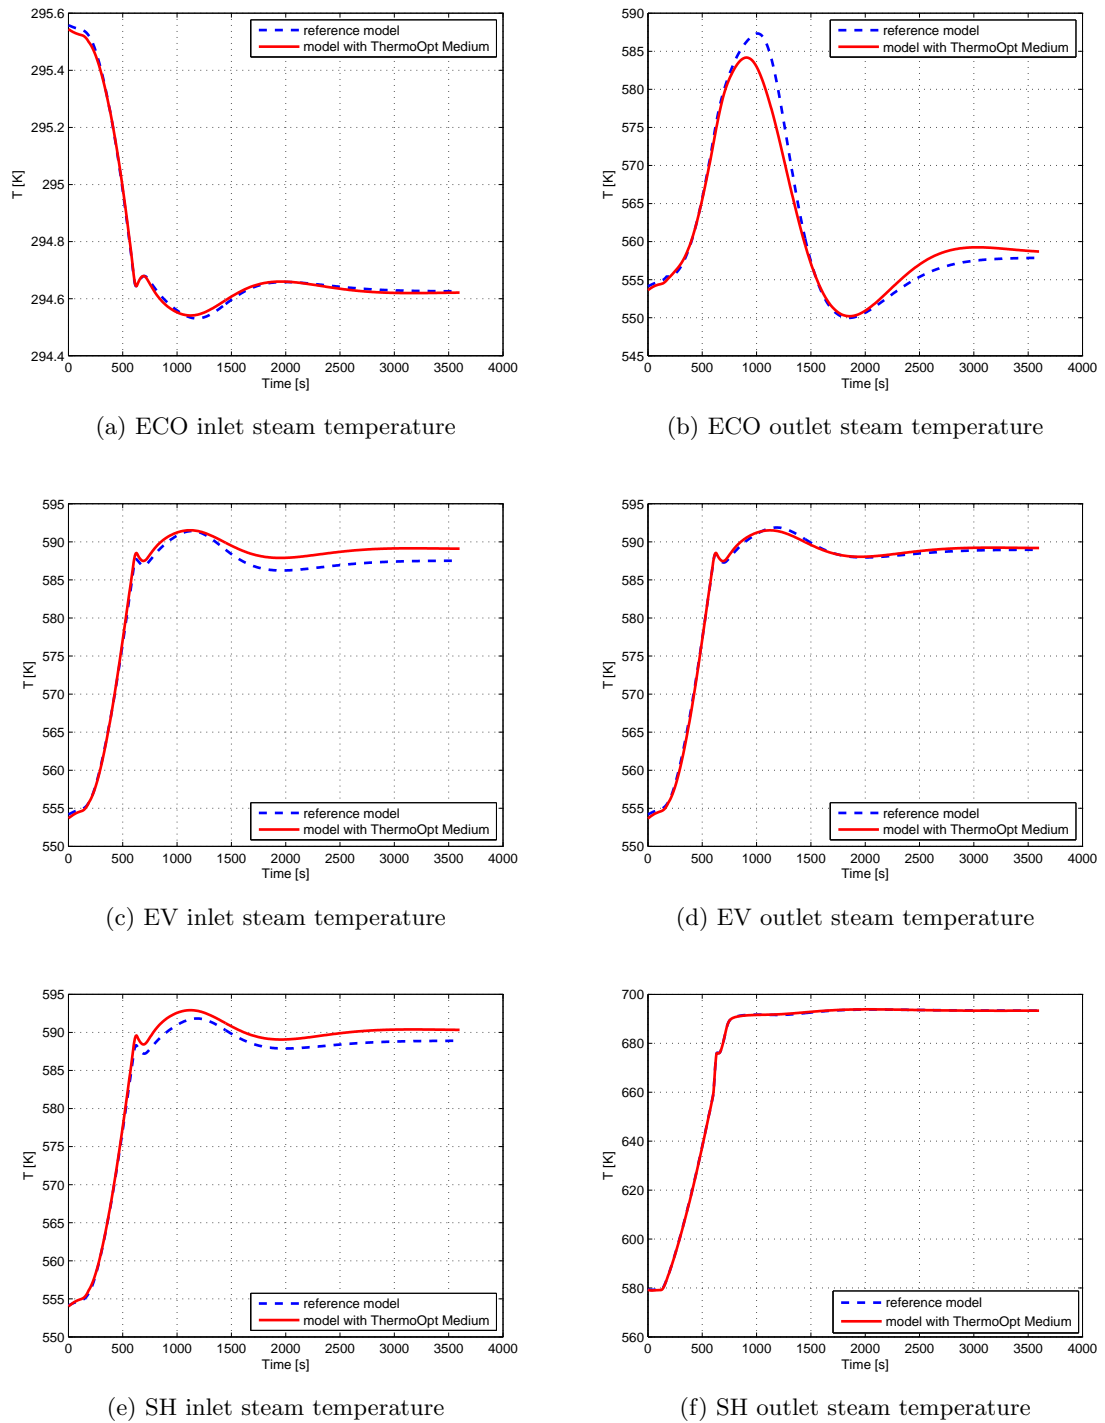 295.6
295.4
295.2
295
294.8
294.6
294.4
T [K]
0 500 1000 1500 2000 2500 3000 3500 4000
Time [s]
reference model
model with ThermoOpt Medium
(a) ECO inlet steam temperature
590
585
580
575
570
565
560
555
550
545
T [K]
0 500 1000 1500 2000 2500 3000 3500 4000
Time [s]
reference model
model with ThermoOpt Medium
(b) ECO outlet steam temperature
595
590
585
580
575
570
565
560
555
550
T [K]
0 500 1000 1500 2000 2500 3000 3500 4000
Time [s]
reference model
model with ThermoOpt Medium
(c) EV inlet steam temperature
595
590
585
580
575
570
565
560
555
550
T [K]
0 500 1000 1500 2000 2500 3000 3500 4000
Time [s]
reference model
model with ThermoOpt Medium
(d) EV outlet steam temperature
595
590
585
580
575
570
565
560
555
550
T [K]
0 500 1000 1500 2000 2500 3000 3500 4000
Time [s]
reference model
model with ThermoOpt Medium
(e) SH inlet steam temperature
700
680
660
640
620
600
580
560
T [K]
0 500 1000 1500 2000 2500 3000 3500 4000
Time [s]
reference model
model with ThermoOpt Medium
(f) SH outlet steam temperature